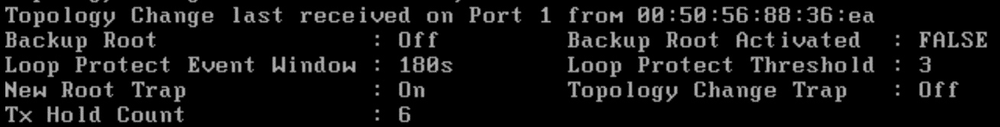 Topology Change last received on Port 1 from 00:50:56:88:36:ea
Backup Root : Off Backup Root Activated : FALSE
Loop Protect Event Window : 180s Loop Protect Threshold : 3
New Root Trap : On Topology Change Trap : Off
Tx Hold Count : 6